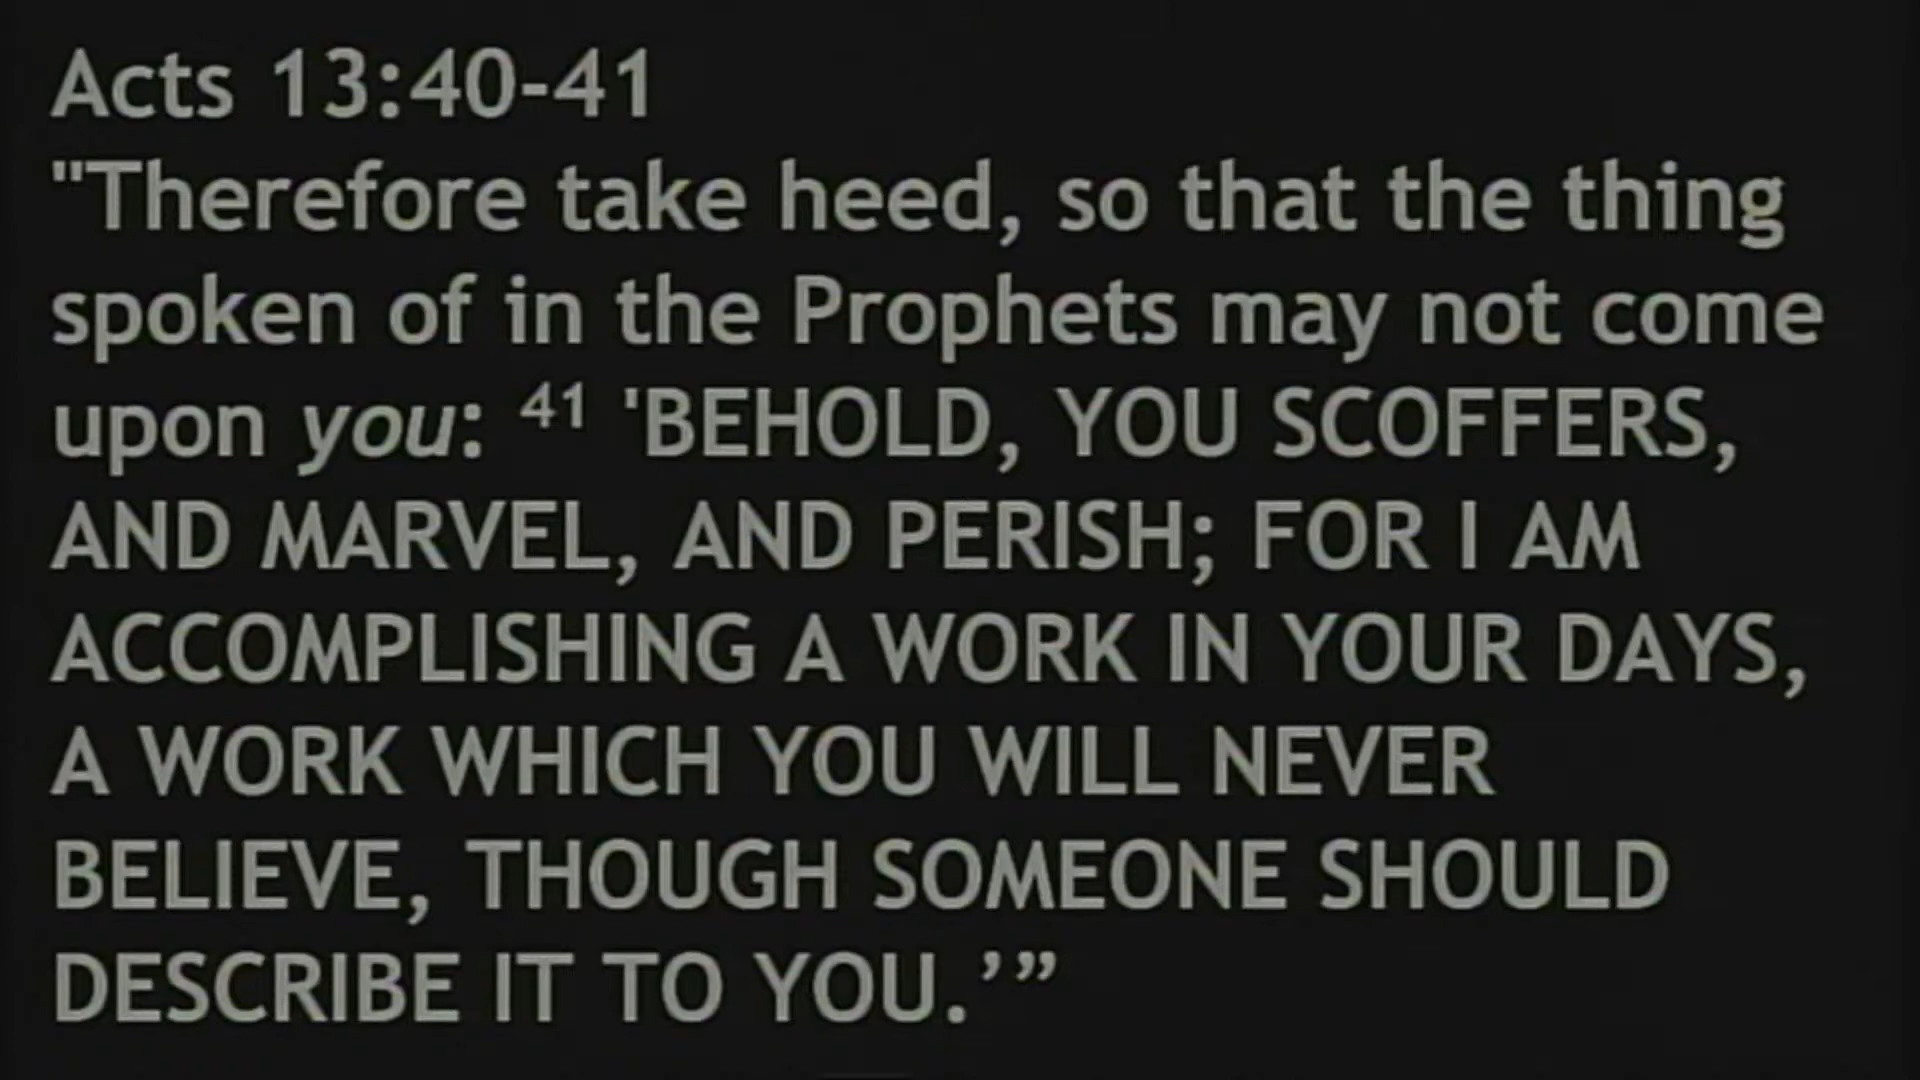 Acts 13:40-41
"Therefore take heed, so that the thing
spoken of in the Prophets may not come
upon you: 41 'BEHOLD, YOU SCOFFERS,
AND MARVEL, AND PERISH; FOR I AM
ACCOMPLISHING A WORK IN YOUR DAYS,
A WORK WHICH YOU WILL NEVER
BELIEVE, THOUGH SOMEONE SHOULD
DESCRIBE IT TO YOU.’”